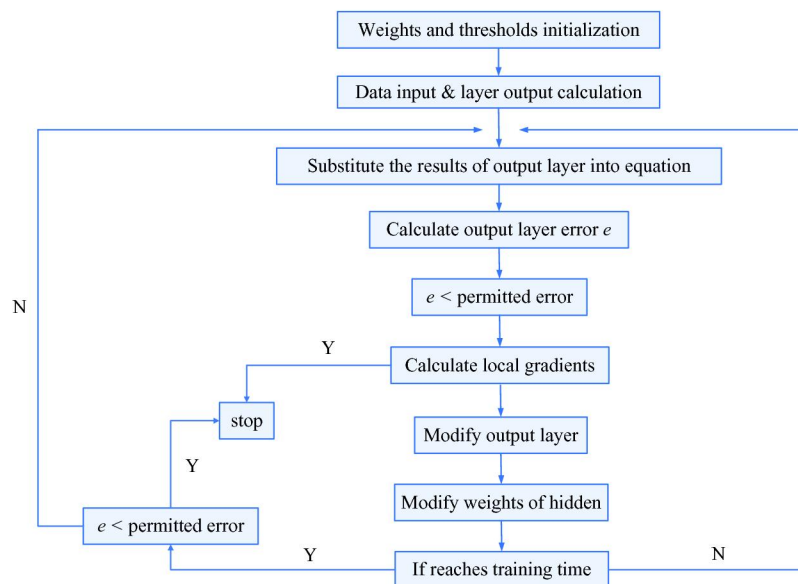 Weights and thresholds initialization
Data input & layer output calculation
Substitute the results of output layer into equation
Calculate output layer error e
N
e < permitted error
Y
Calculate local gradients
stop
Modify output layer
Y
Modify weights of hidden
e < permitted error
Y
If reaches training time
N